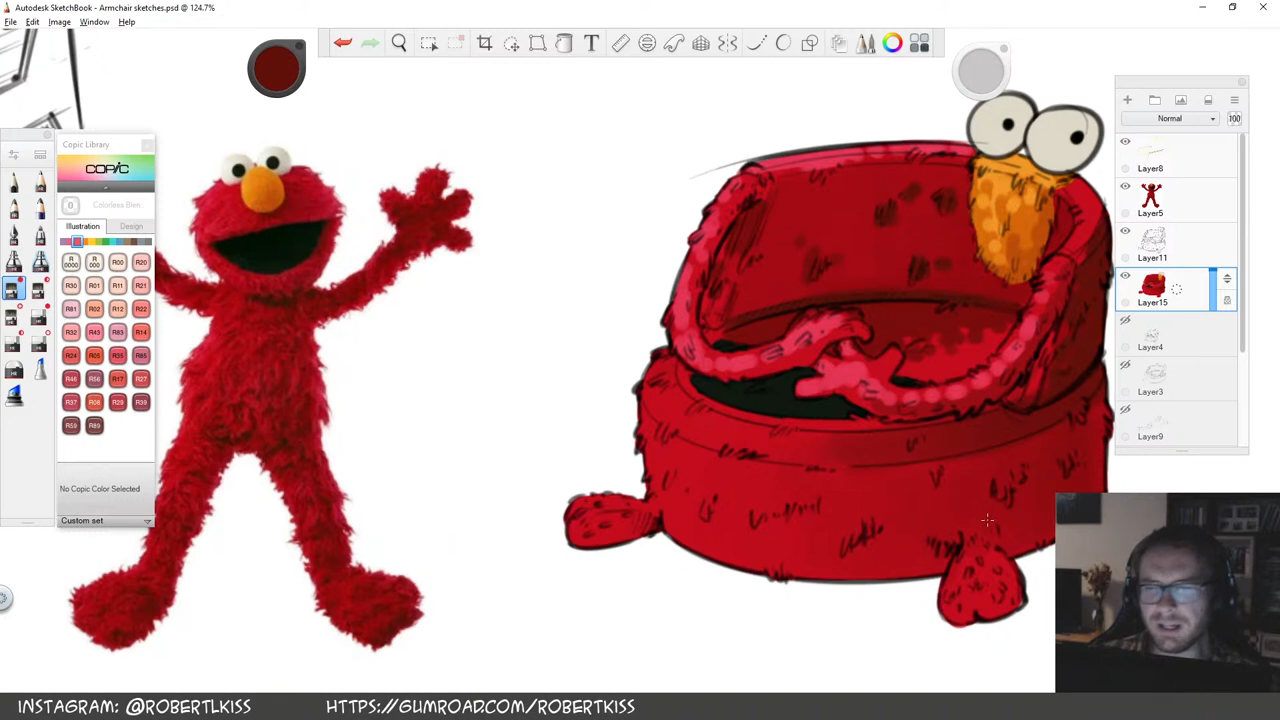 Autodesk SketchBook - Armchair sketches.psd @ 124.7%
File Edit Image Window Help
Copic Library
COPIC
0 Colorless Blen
Illustration Design
R0000 R000 R00 R20
R30 R01 R11 R21
R81 R02 R12 R22
R32 R43 R83 R14
R24 R05 R35 R85
R46 R56 R17 R27
R37 R08 R29 R39
R59 R89
No Copic Color Selected
Custom set
Normal 100
Layer8
Layer5
Layer11
Layer15
Layer4
Layer3
Layer9
INSTAGRAM: @ROBERTLKISS HTTPS://GUMROAD.COM/ROBERTKISS